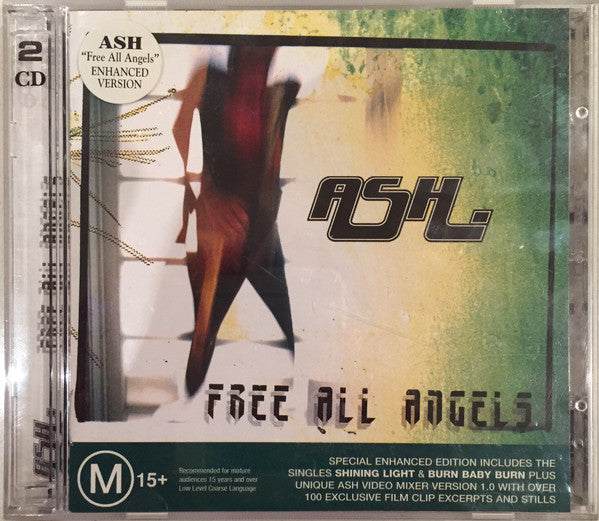 2
CD
ASH
"Free All Angels"
ENHANCED
VERSION
ASH.
FREE ALL ANGELS
ASH. FREE ALL ANGELS
M 15+
Recommended for mature
audiences 15 years and over
Low Level Coarse Language
SPECIAL ENHANCED EDITION INCLUDES THE
SINGLES SHINING LIGHT & BURN BABY BURN PLUS
UNIQUE ASH VIDEO MIXER VERSION 1.0 WITH OVER
100 EXCLUSIVE FILM CLIP EXCERPTS AND STILLS